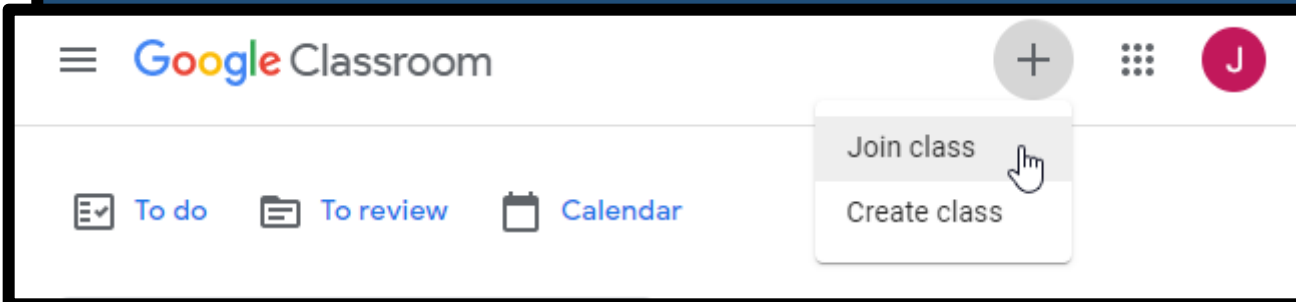 Google Classroom
J
Join class
Create class
To do
To review
Calendar